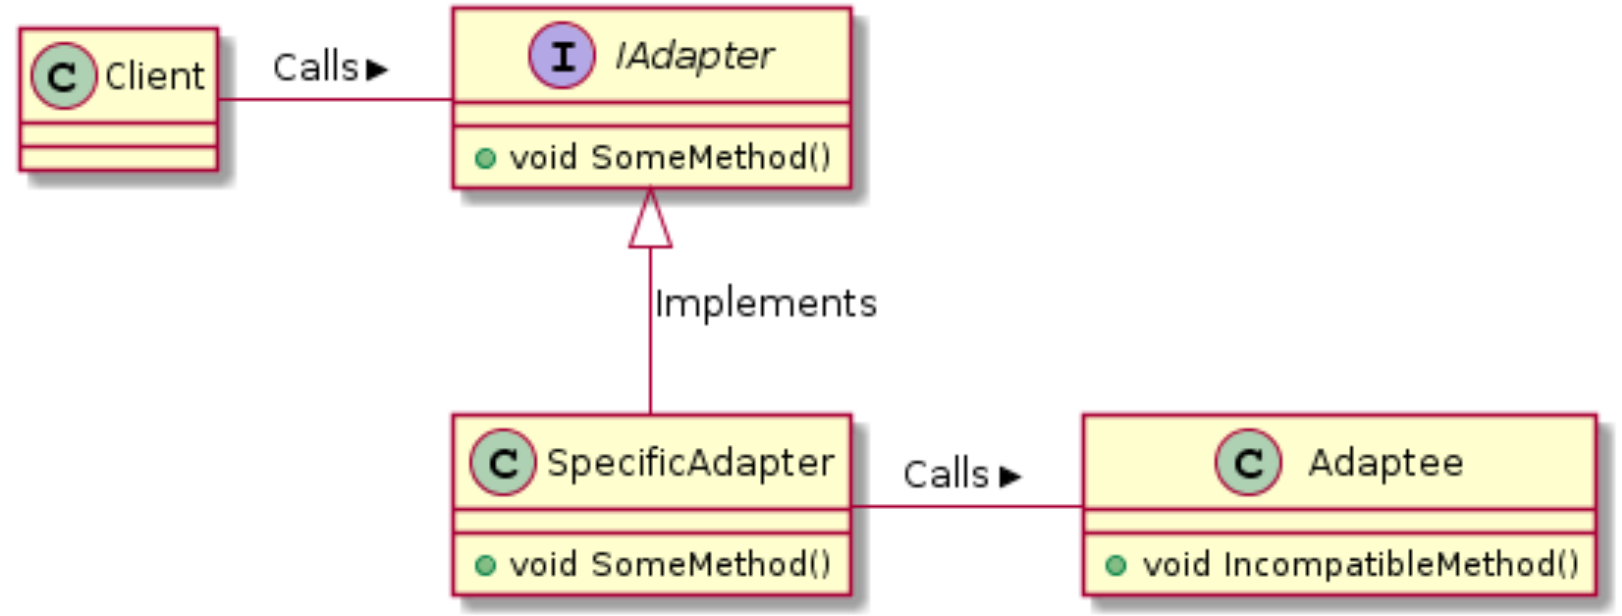 C Client
Calls ▶
I IAdapter
void SomeMethod()
Implements
C SpecificAdapter
void SomeMethod()
Calls ▶
C Adaptee
void IncompatibleMethod()